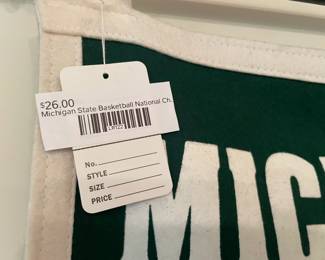 $26.00
Michigan State Basketball National Ch.
No.
STYLE
SIZE
PRICE
MIC